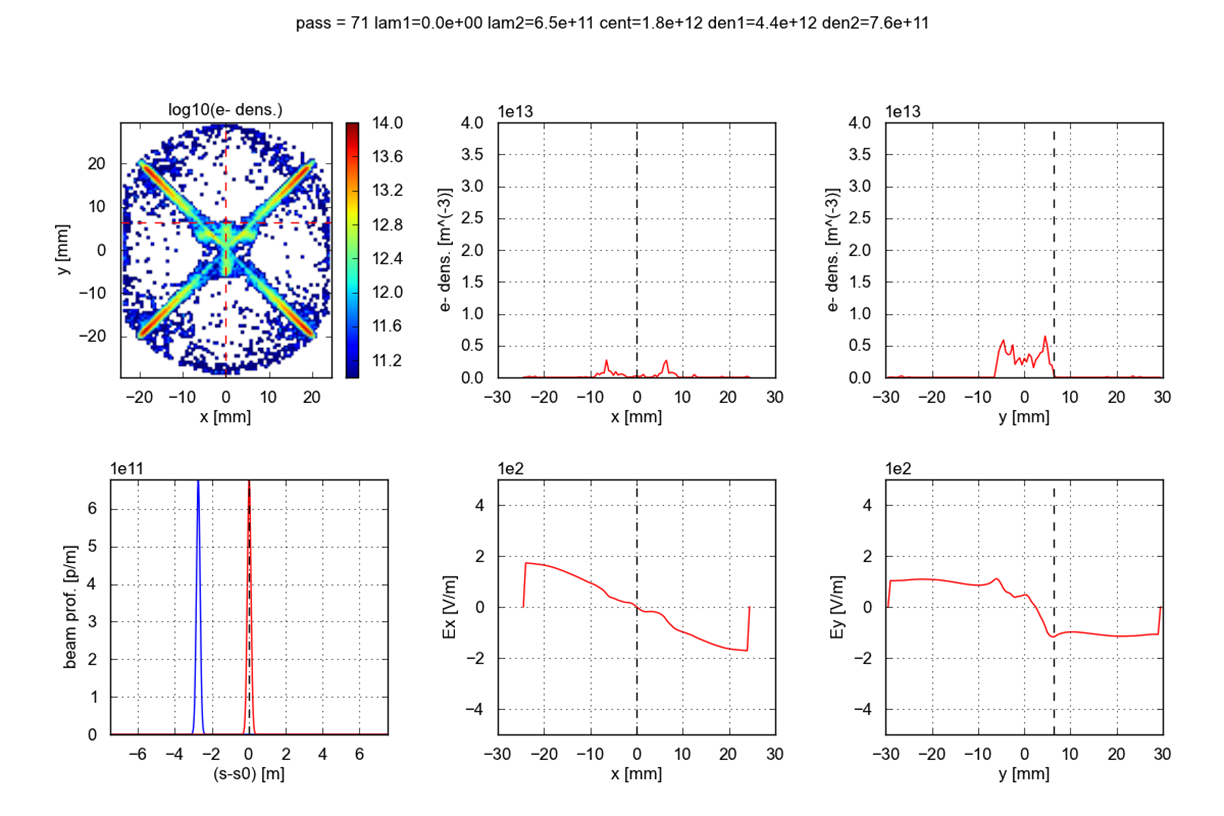 pass = 71 lam1=0.0e+00 lam2=6.5e+11 cent=1.8e+12 den1=4.4e+12 den2=7.6e+11
log10(e- dens.)
y [mm]
20
10
0
−10
−20
−20 −10 0 10 20
x [mm]
14.0
13.6
13.2
12.8
12.4
12.0
11.6
11.2
1e13
e- dens. [m^(-3)]
4.0
3.5
3.0
2.5
2.0
1.5
1.0
0.5
0.0
−30 −20 −10 0 10 20 30
x [mm]
1e13
e- dens. [m^(-3)]
4.0
3.5
3.0
2.5
2.0
1.5
1.0
0.5
0.0
−30 −20 −10 0 10 20 30
y [mm]
1e11
beam prof. [p/m]
6
5
4
3
2
1
0
−6 −4 −2 0 2 4 6
(s-s0) [m]
1e2
Ex [V/m]
4
2
0
−2
−4
−30 −20 −10 0 10 20 30
x [mm]
1e2
Ey [V/m]
4
2
0
−2
−4
−30 −20 −10 0 10 20 30
y [mm]